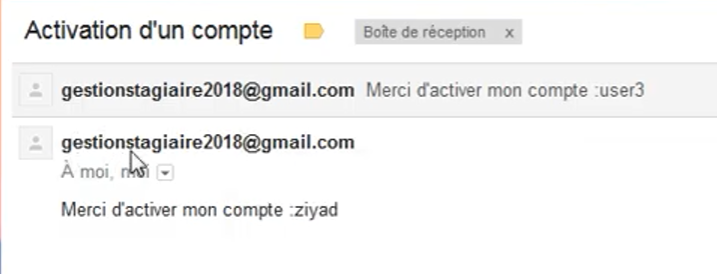 Activation d'un compte Boîte de réception x
gestionstagiaire2018@gmail.com Merci d'activer mon compte :user3
gestionstagiaire2018@gmail.com
À moi, moi
Merci d'activer mon compte :ziyad